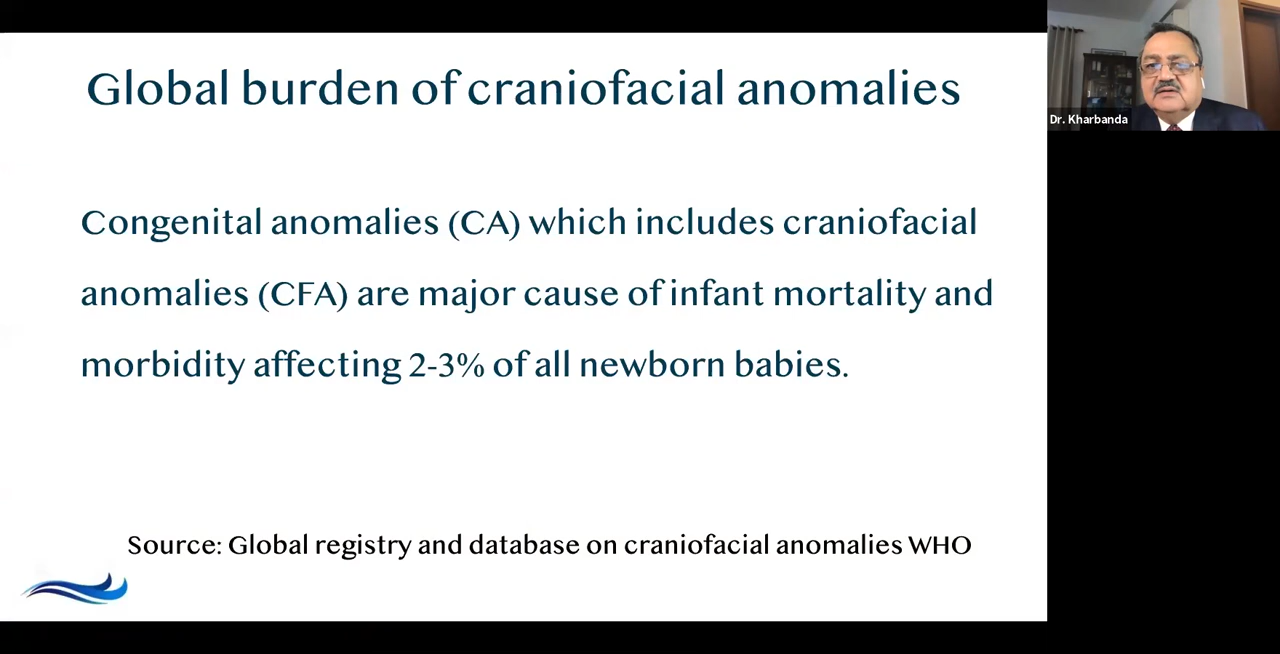 Global burden of craniofacial anomalies
Congenital anomalies (CA) which includes craniofacial
anomalies (CFA) are major cause of infant mortality and
morbidity affecting 2-3% of all newborn babies.
Source: Global registry and database on craniofacial anomalies WHO
Dr. Kharbanda